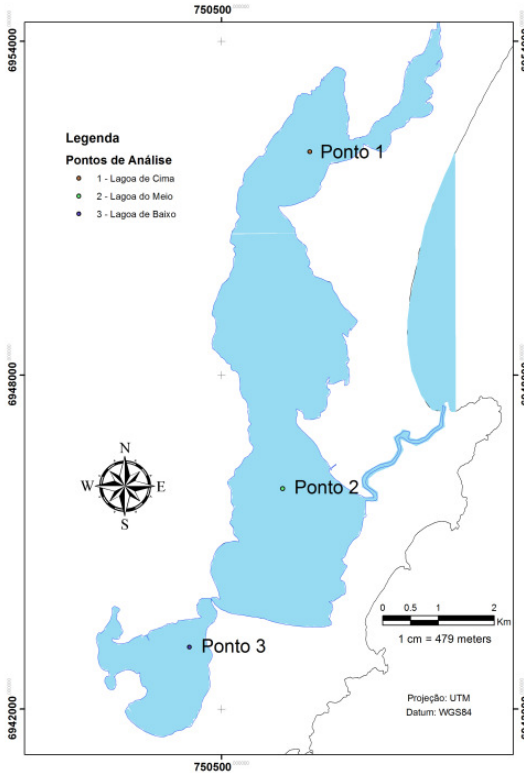 750500
6954000
Legenda
Pontos de Análise
1 - Lagoa de Cima
2 - Lagoa do Meio
3 - Lagoa de Baixo
Ponto 1
6948000
N
W
E
S
Ponto 2
0 0.5 1 2
Km
1 cm = 479 meters
Ponto 3
Projeção: UTM
Datum: WGS84
6942000
750500